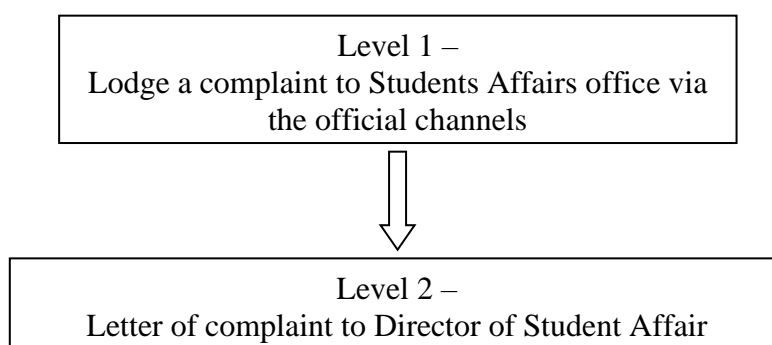 Level 1 –
Lodge a complaint to Students Affairs office via
the official channels
Level 2 –
Letter of complaint to Director of Student Affair